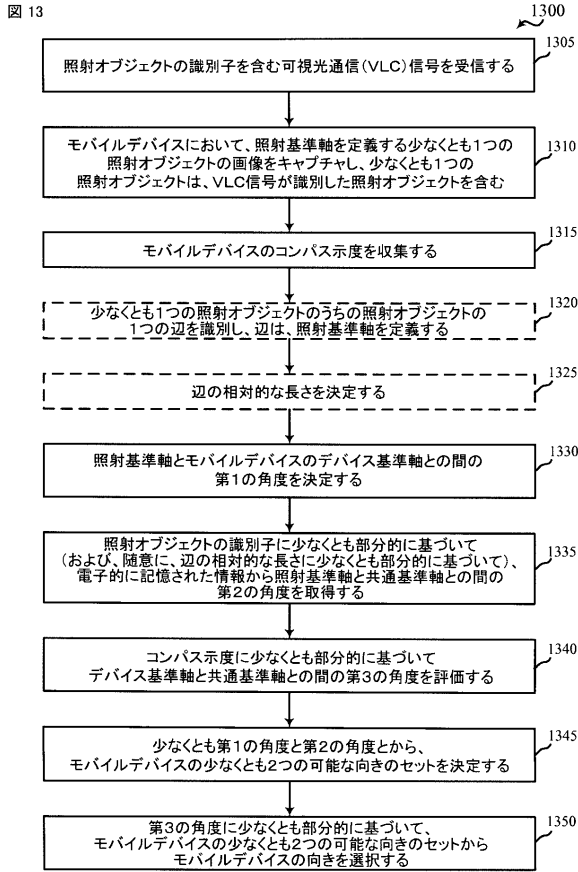 図 13
1300
照射オブジェクトの識別子を含む可視光通信(VLC)信号を受信する
1305
モバイルデバイスにおいて、照射基準軸を定義する少なくとも1つの
照射オブジェクトの画像をキャプチャし、少なくとも1つの
照射オブジェクトは、VLC信号が識別した照射オブジェクトを含む
1310
モバイルデバイスのコンパス示度を収集する
1315
少なくとも1つの照射オブジェクトのうちの照射オブジェクトの
1つの辺を識別し、辺は、照射基準軸を定義する
1320
辺の相対的な長さを決定する
1325
照射基準軸とモバイルデバイスのデバイス基準軸との間の
第1の角度を決定する
1330
照射オブジェクトの識別子に少なくとも部分的に基づいて
(および、随意に、辺の相対的な長さに少なくとも部分的に基づいて)、
電子的に記憶された情報から照射基準軸と共通基準軸との間の
第2の角度を取得する
1335
コンパス示度に少なくとも部分的に基づいて
デバイス基準軸と共通基準軸との間の第3の角度を評価する
1340
少なくとも第1の角度と第2の角度とから、
モバイルデバイスの少なくとも2つの可能な向きのセットを決定する
1345
第3の角度に少なくとも部分的に基づいて、
モバイルデバイスの少なくとも2つの可能な向きのセットから
モバイルデバイスの向きを選択する
1350